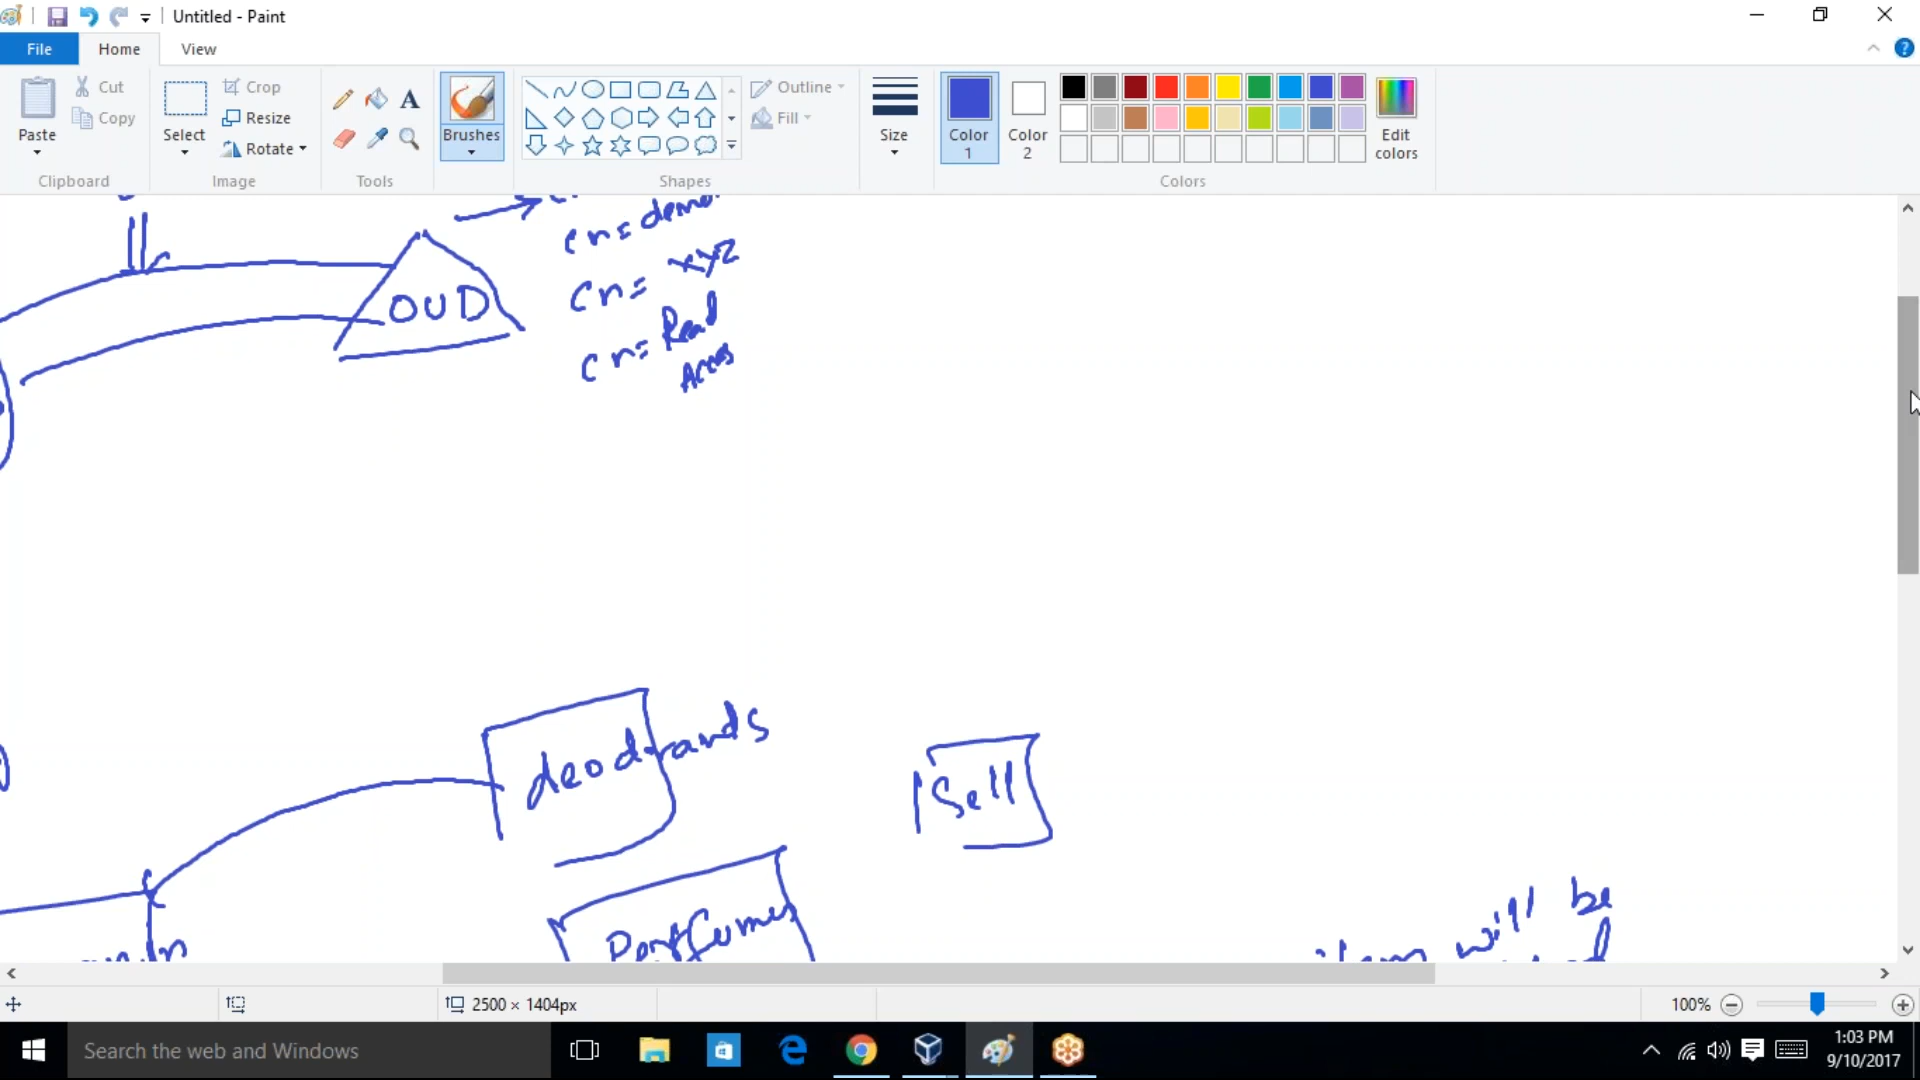 Untitled - Paint
File Home View
Paste
Cut
Copy
Clipboard
Select
Crop
Resize
Rotate
Image
Tools
Brushes
Outline
Fill
Shapes
Size
Color 1
Color 2
Edit colors
Colors
cn= demo
cn= xyz
cn= Read
Access
OUD
deodrands
Sell
Perfumes
will be
2500 × 1404px
100%
Search the web and Windows
1:03 PM
9/10/2017